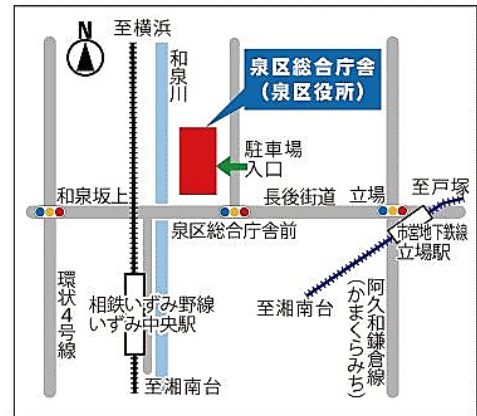 N
至横浜
和泉川
泉区総合庁舎
(泉区役所)
駐車場
入口
和泉坂上
長後街道
立場
至戸塚
泉区総合庁舎前
市営地下鉄線
立場駅
環状4号線
相鉄いずみ野線
いずみ中央駅
至湘南台
阿久和鎌倉線
(かまくらみち)
至湘南台